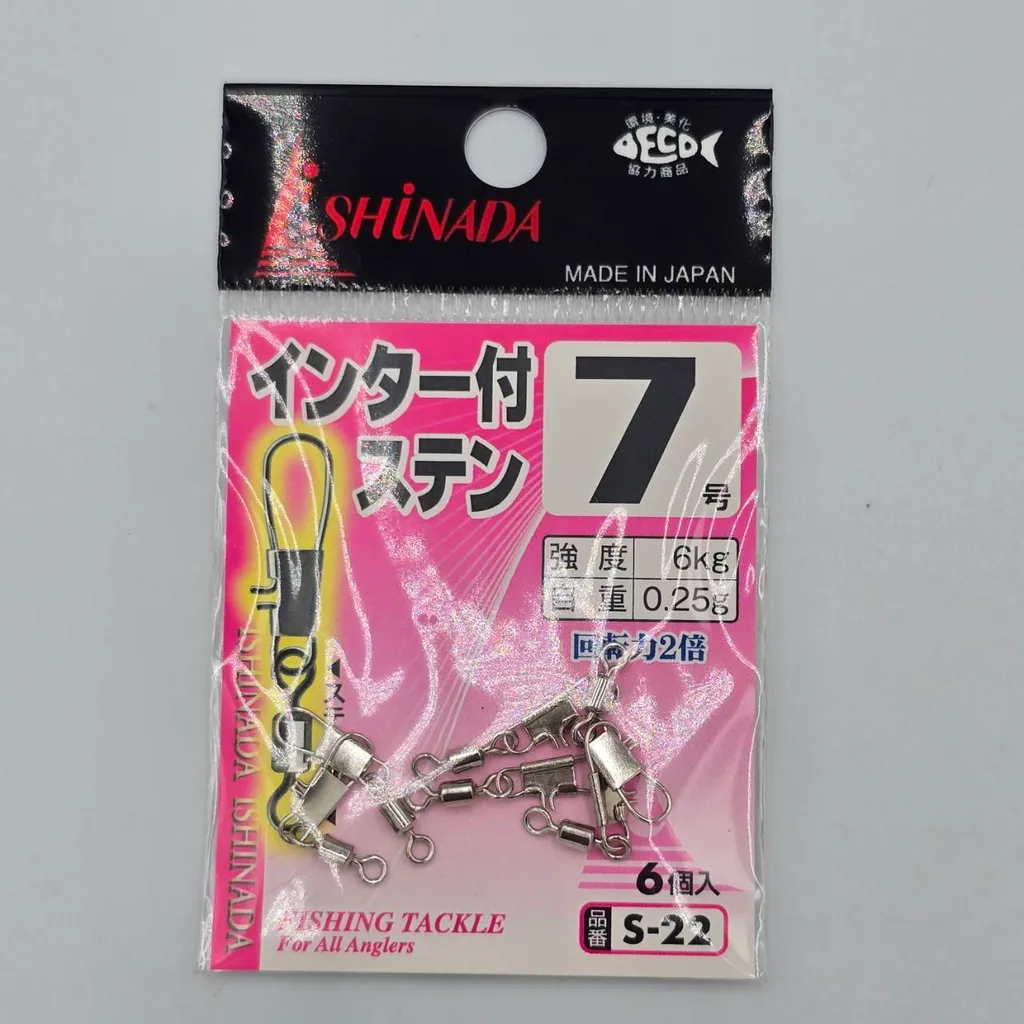 環境・美化
ECO
協力商品
ISHiNADA
MADE IN JAPAN
インター付
ステン
7号
強度 6kg
自重 0.25g
回転力2倍
ISHINADA ISHINADA
6個入
品番 S-22
FISHING TACKLE
For All Anglers